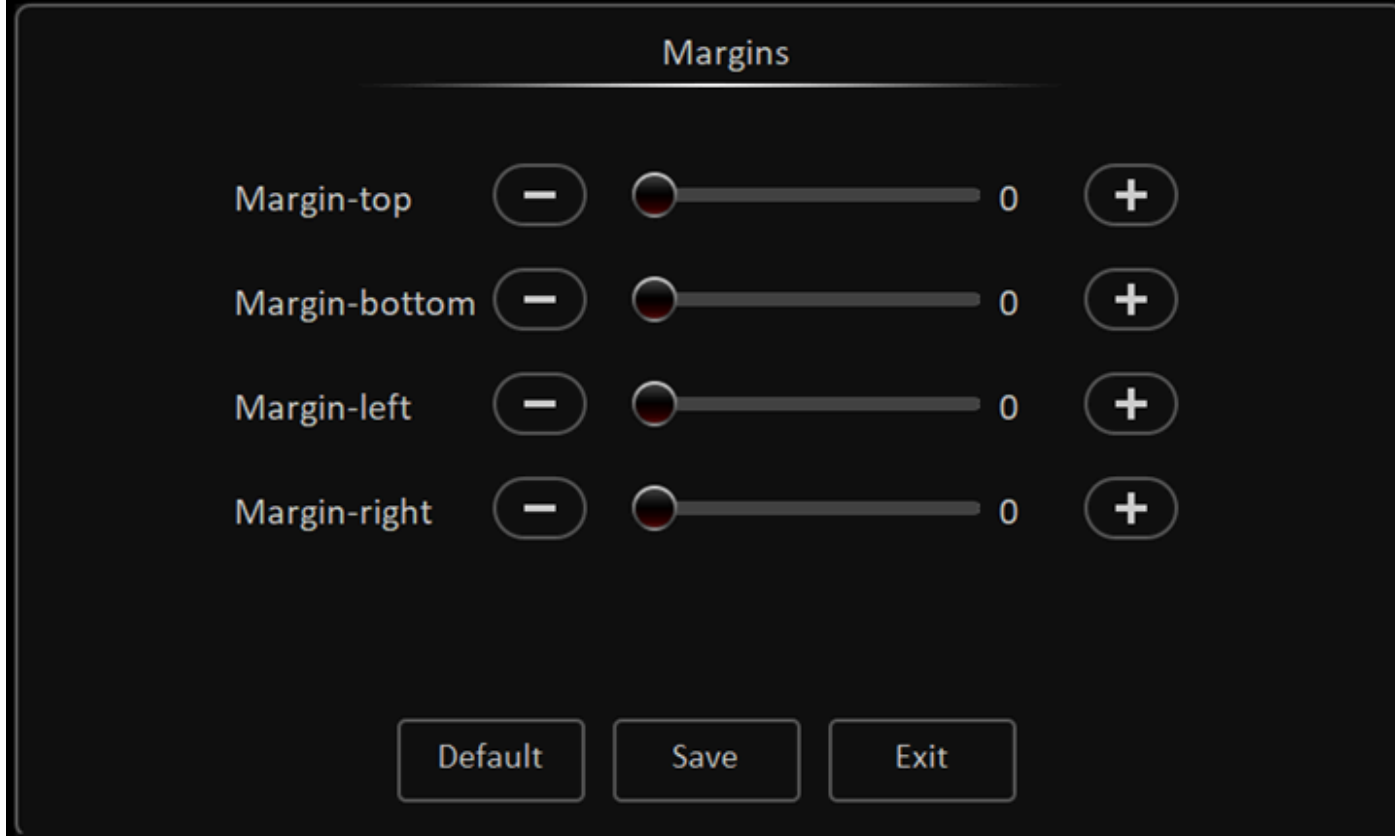 Margins
Margin-top 0
Margin-bottom 0
Margin-left 0
Margin-right 0
Default Save Exit